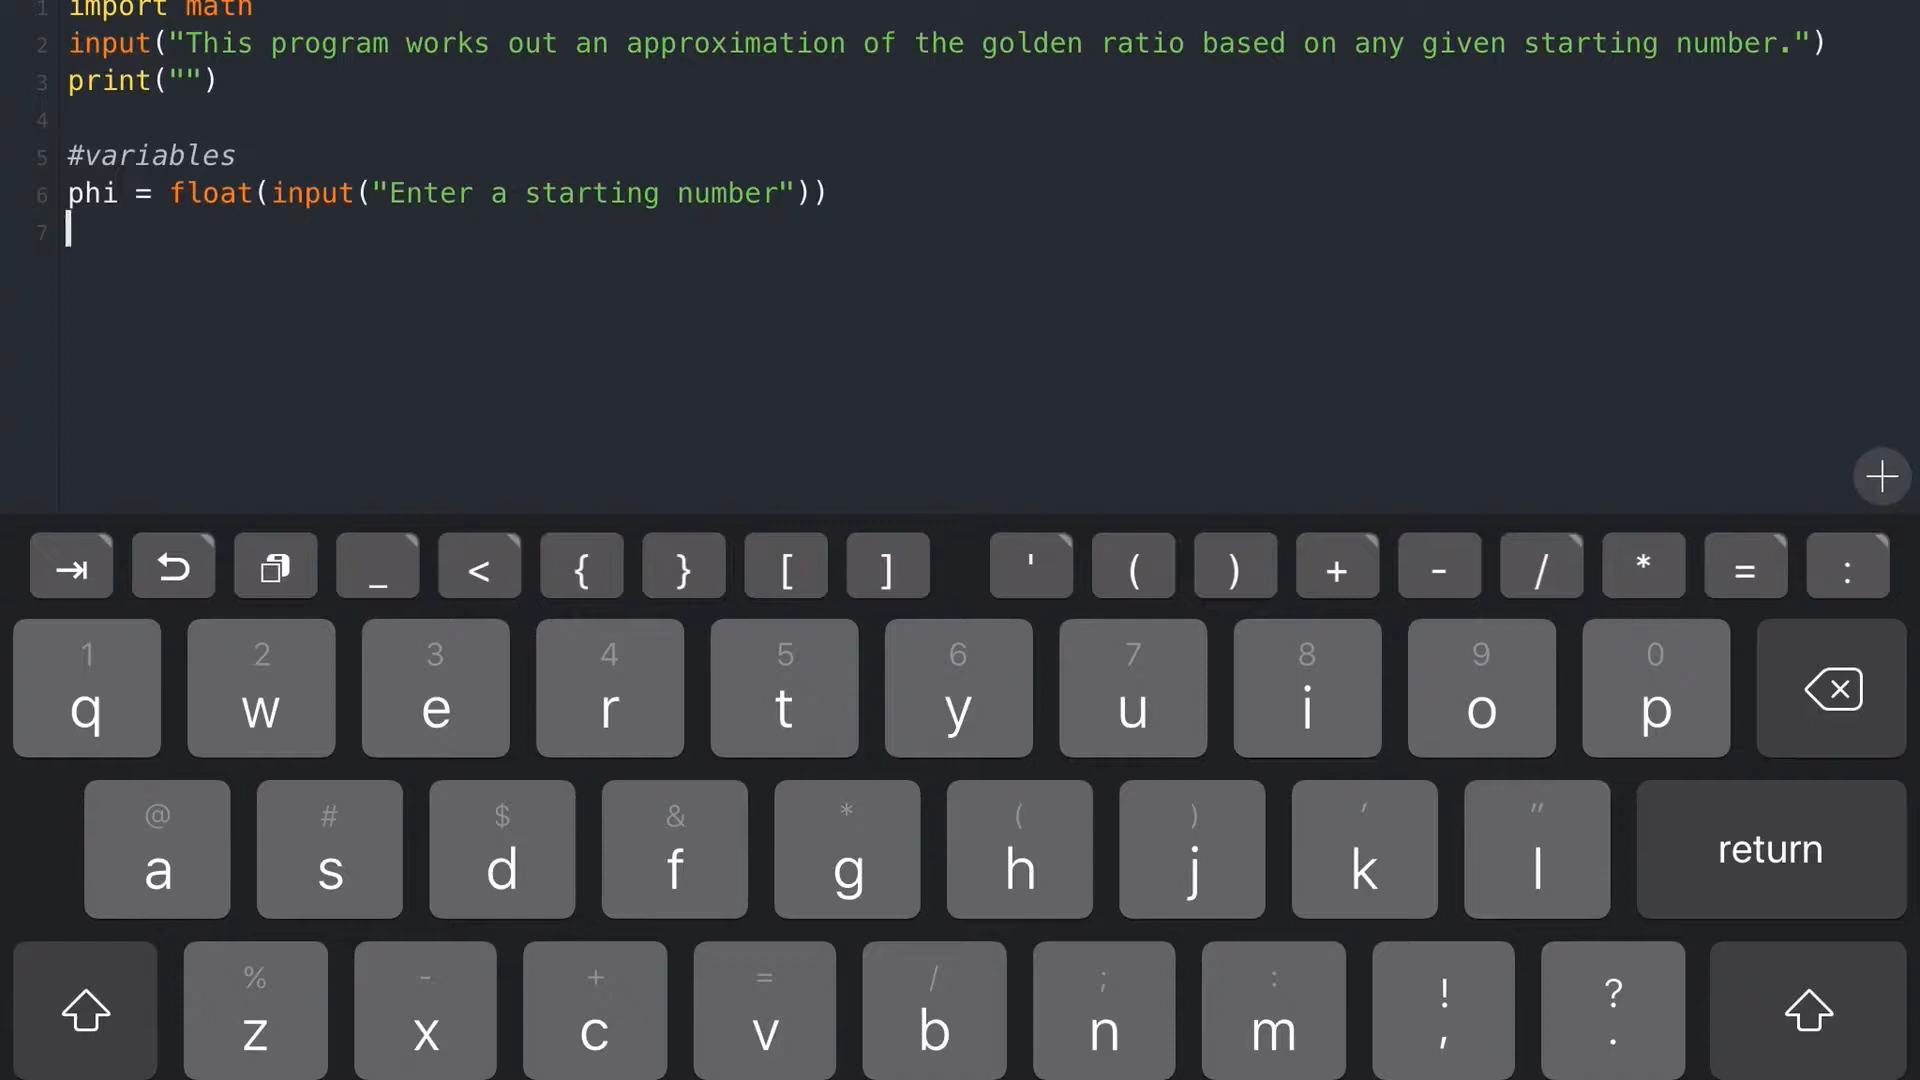 1 import math
2 input("This program works out an approximation of the golden ratio based on any given starting number.")
3 print("")
4
5 #variables
6 phi = float(input("Enter a starting number"))
7
_ < { } [ ] ' ( ) + - / * = :
1 2 3 4 5 6 7 8 9 0
q w e r t y u i o p
@ # $ & * ( ) ' "
a s d f g h j k l return
% - + = / ; : ! ?
z x c v b n m , .